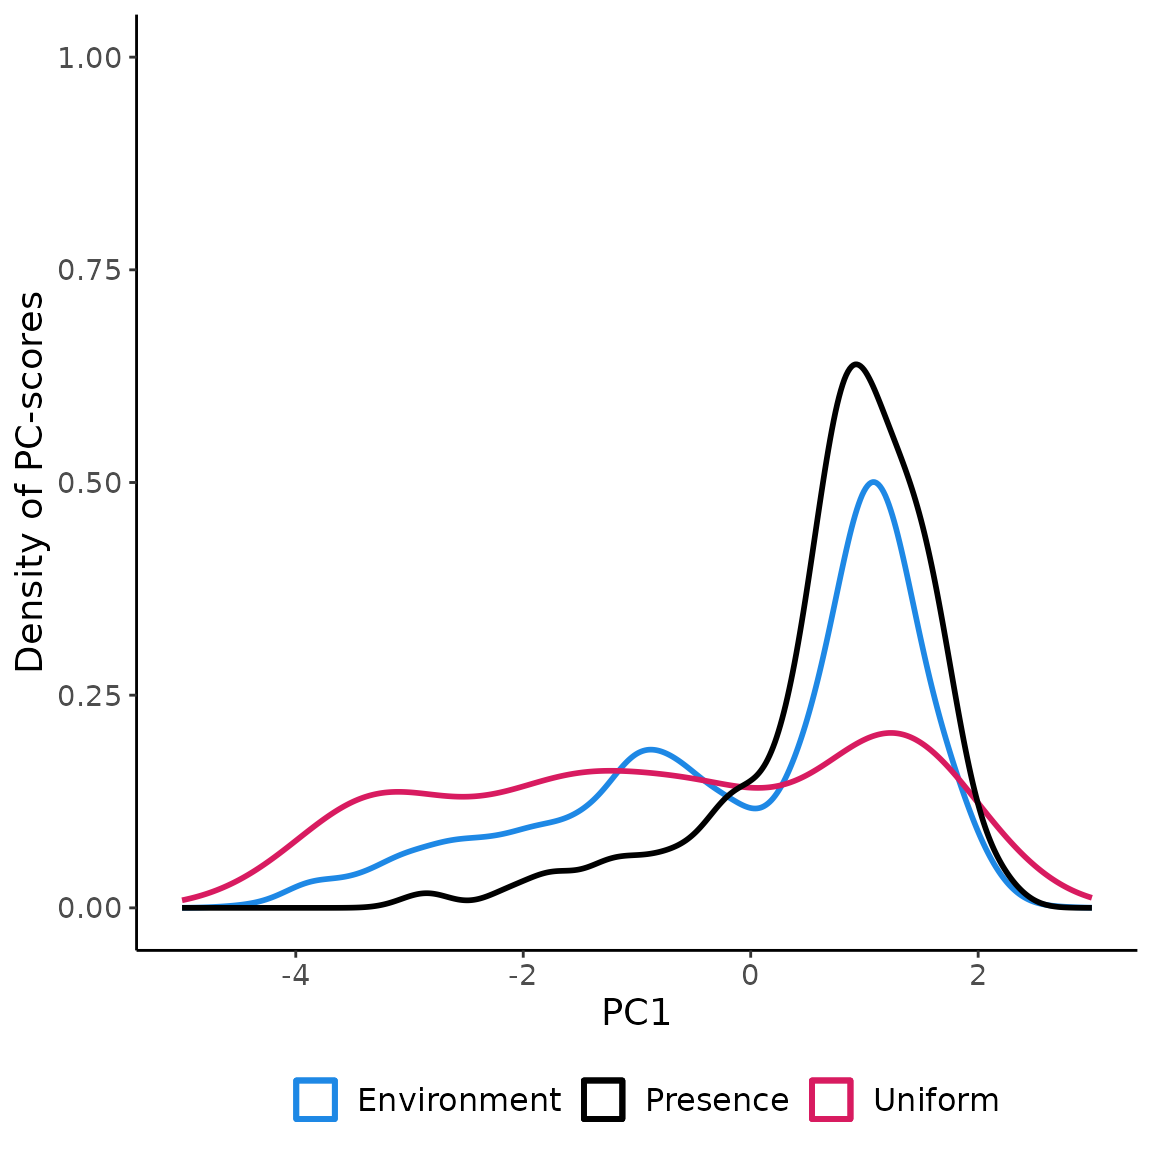 1.00
0.75
0.50
0.25
0.00
Density of PC-scores
-4 -2 0 2
PC1
Environment Presence Uniform